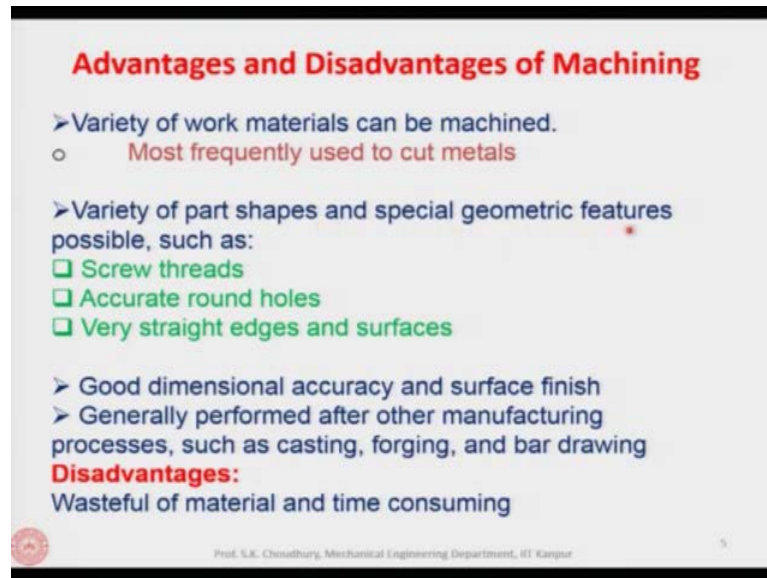 Advantages and Disadvantages of Machining
➢Variety of work materials can be machined.
o Most frequently used to cut metals
➢Variety of part shapes and special geometric features
possible, such as:
❑ Screw threads
❑ Accurate round holes
❑ Very straight edges and surfaces
➢ Good dimensional accuracy and surface finish
➢ Generally performed after other manufacturing
processes, such as casting, forging, and bar drawing
Disadvantages:
Wasteful of material and time consuming
Prof. S.K. Choudhury, Mechanical Engineering Department, IIT Kanpur
5